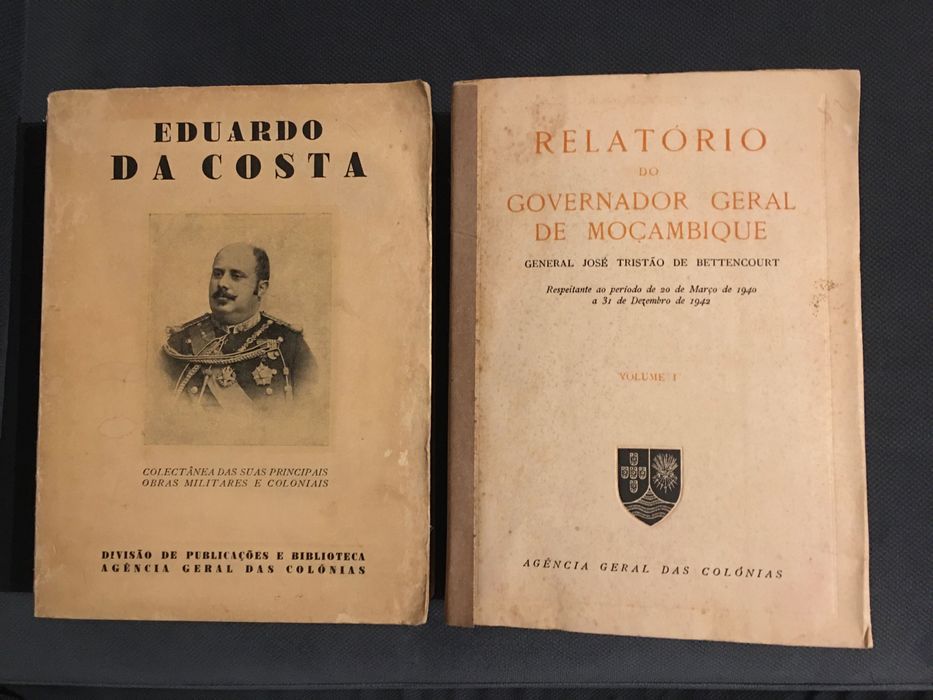 EDUARDO
DA COSTA
COLECTÂNEA DAS SUAS PRINCIPAIS
OBRAS MILITARES E COLONIAIS
DIVISÃO DE PUBLICAÇÕES E BIBLIOTECA
AGÊNCIA GERAL DAS COLÓNIAS
RELATÓRIO
DO
GOVERNADOR GERAL
DE MOÇAMBIQUE
GENERAL JOSÉ TRISTÃO DE BETTENCOURT
Respeitante ao período de 20 de Março de 1940
a 31 de Dezembro de 1942
VOLUME I
AGÊNCIA GERAL DAS COLÓNIAS